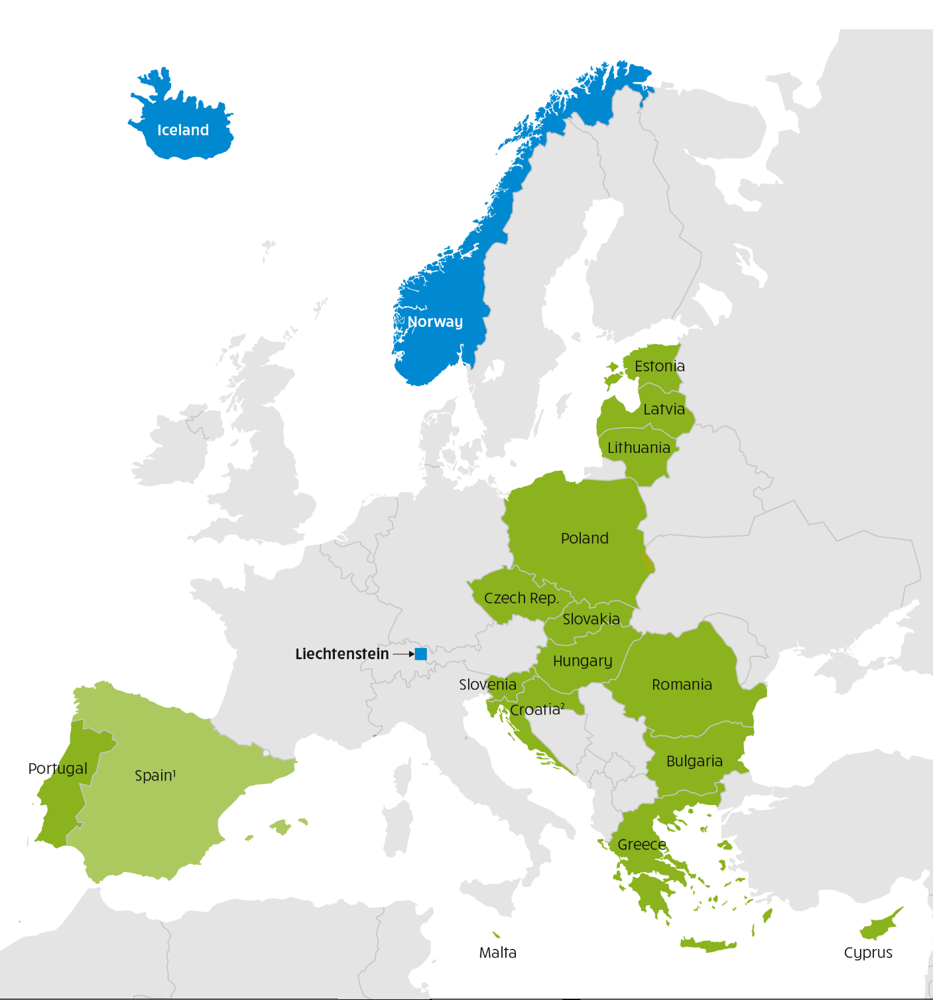 Iceland
Norway
Estonia
Latvia
Lithuania
Poland
Czech Rep.
Slovakia
Liechtenstein
Hungary
Slovenia
Romania
Croatia²
Bulgaria
Portugal
Spain¹
Greece
Malta
Cyprus